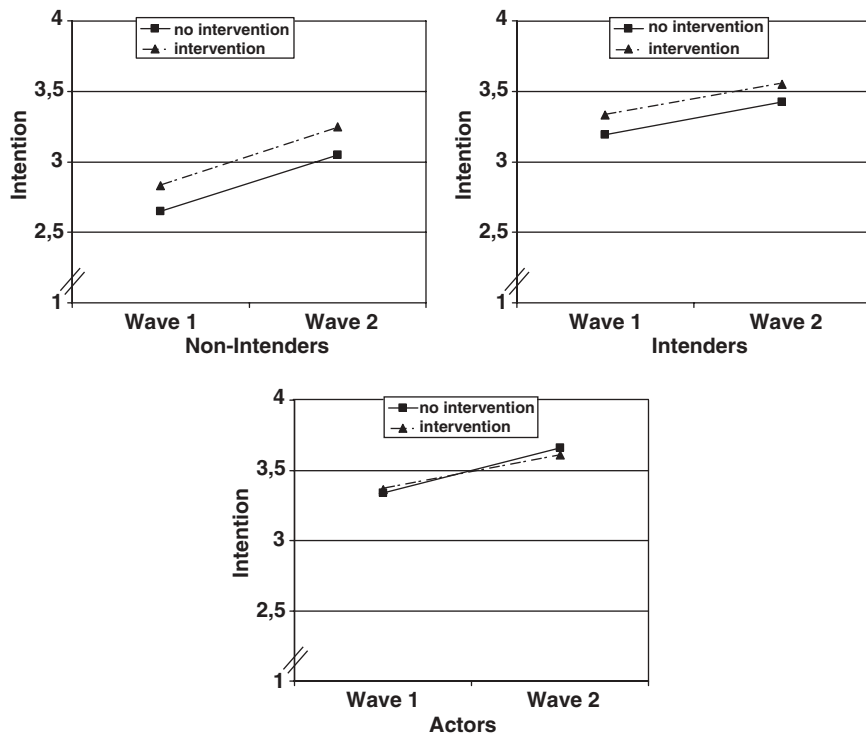 4
no intervention
intervention
3,5
3
2,5
1
Intention
Wave 1 Wave 2
Non-Intenders
4
no intervention
intervention
3,5
3
2,5
1
Intention
Wave 1 Wave 2
Intenders
4
no intervention
intervention
3,5
3
2,5
1
Intention
Wave 1 Wave 2
Actors